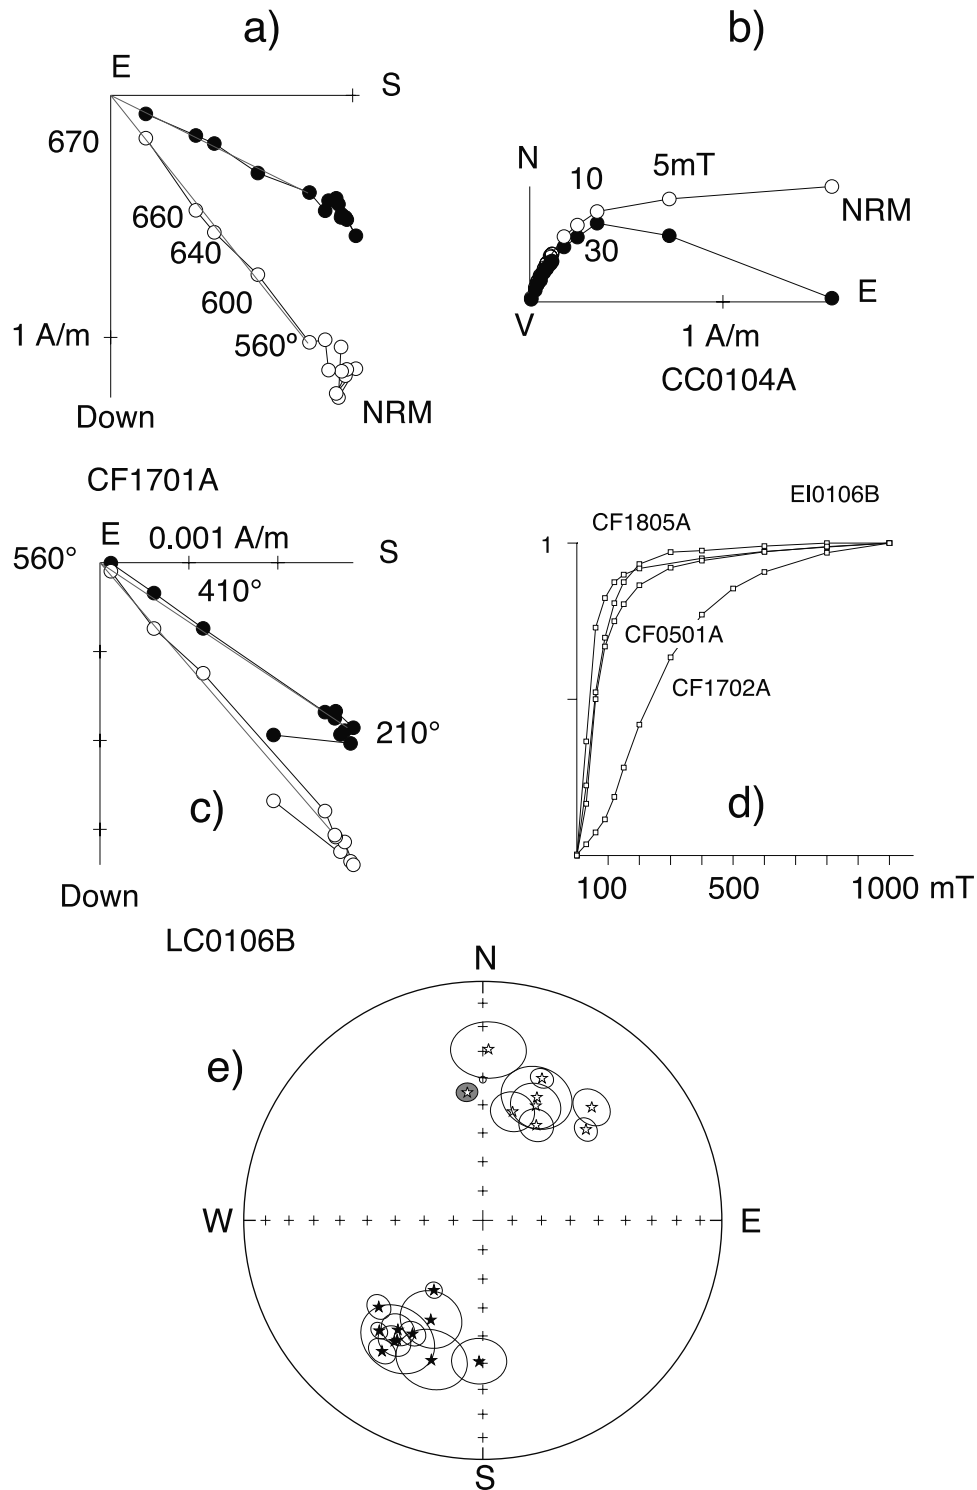 a)
b)
E
S
670
660
640
600
560°
1 A/m
Down
NRM
CF1701A
N
10
5mT
NRM
30
E
V
1 A/m
CC0104A
E
0.001 A/m
S
560°
410°
210°
c)
Down
LC0106B
EI0106B
CF1805A
1
CF0501A
CF1702A
d)
100
500
1000 mT
e)
N
W
E
S